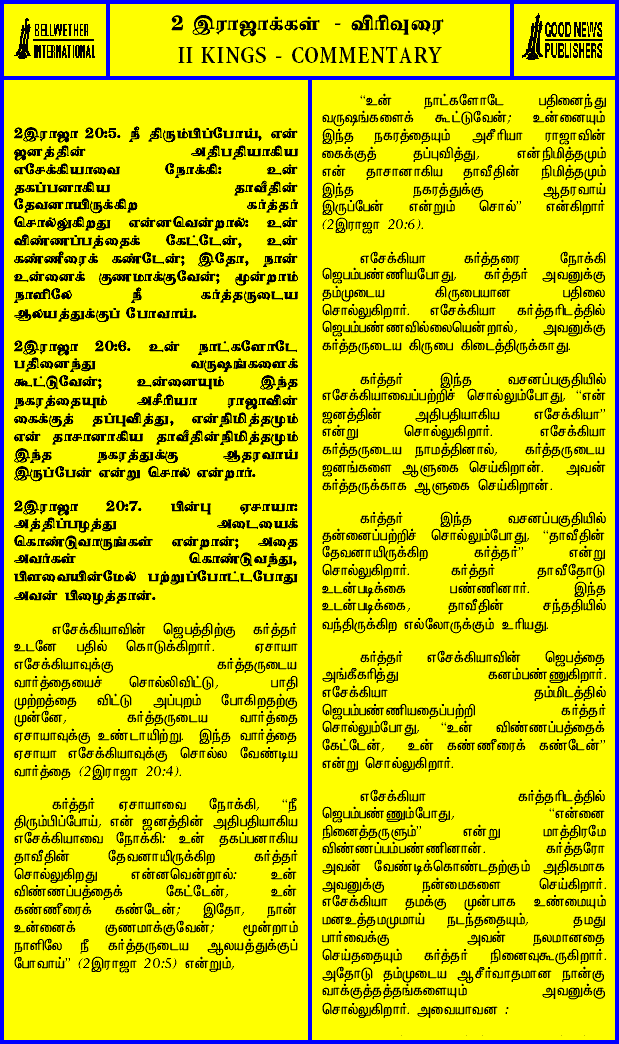 BELLWETHER
INTERNATIONAL
2 இராஜாக்கள் - விரிவுரை
II KINGS - COMMENTARY
GOOD NEWS
PUBLISHERS
2இராஜா 20:5. நீ திரும்பிப்போய், என்
ஜனத்தின் அதிபதியாகிய
எசேக்கியாவை நோக்கி: உன்
தகப்பனாகிய தாவீதின்
தேவனாயிருக்கிற கர்த்தர்
சொல்லுகிறது என்னவென்றால்: உன்
விண்ணப்பத்தைக் கேட்டேன், உன்
கண்ணீரைக் கண்டேன்; இதோ, நான்
உன்னைக் குணமாக்குவேன்; மூன்றாம்
நாளிலே நீ கர்த்தருடைய
ஆலயத்துக்குப் போவாய்.
2இராஜா 20:6. உன் நாட்களோடே
பதினைந்து வருஷங்களைக்
கூட்டுவேன்; உன்னையும் இந்த
நகரத்தையும் அசீரியா ராஜாவின்
கைக்குத் தப்புவித்து, என்நிமித்தமும்
என் தாசானாகிய தாவீதின்நிமித்தமும்
இந்த நகரத்துக்கு ஆதரவாய்
இருப்பேன் என்று சொல் என்றார்.
2இராஜா 20:7. பின்பு ஏசாயா:
அத்திப்பழத்து அடையைக்
கொண்டுவாருங்கள் என்றான்; அதை
அவர்கள் கொண்டுவந்து,
பிளவையின்மேல் பற்றுப்போட்டபோது
அவன் பிழைத்தான்.
எசேக்கியாவின் ஜெபத்திற்கு கர்த்தர்
உடனே பதில் கொடுக்கிறார். ஏசாயா
எசேக்கியாவுக்கு கர்த்தருடைய
வார்த்தையைச் சொல்லிவிட்டு, பாதி
முற்றத்தை விட்டு அப்புறம் போகிறதற்கு
முன்னே, கர்த்தருடைய வார்த்தை
ஏசாயாவுக்கு உண்டாயிற்று. இந்த வார்த்தை
ஏசாயா எசேக்கியாவுக்கு சொல்ல வேண்டிய
வார்த்தை (2இராஜா 20:4).
கர்த்தர் ஏசாயாவை நோக்கி, “நீ
திரும்பிப்போய், என் ஜனத்தின் அதிபதியாகிய
எசேக்கியாவை நோக்கி: உன் தகப்பனாகிய
தாவீதின் தேவனாயிருக்கிற கர்த்தர்
சொல்லுகிறது என்னவென்றால்: உன்
விண்ணப்பத்தைக் கேட்டேன், உன்
கண்ணீரைக் கண்டேன்; இதோ, நான்
உன்னைக் குணமாக்குவேன்; மூன்றாம்
நாளிலே நீ கர்த்தருடைய ஆலயத்துக்குப்
போவாய்” (2இராஜா 20:5) என்றும்,
“உன் நாட்களோடே பதினைந்து
வருஷங்களைக் கூட்டுவேன்; உன்னையும்
இந்த நகரத்தையும் அசீரியா ராஜாவின்
கைக்குத் தப்புவித்து, என்நிமித்தமும்
என் தாசானாகிய தாவீதின் நிமித்தமும்
இந்த நகரத்துக்கு ஆதரவாய்
இருப்பேன் என்றும் சொல்” என்கிறார்
(2இராஜா 20:6).
எசேக்கியா கர்த்தரை நோக்கி
ஜெபம்பண்ணியபோது, கர்த்தர் அவனுக்கு
தம்முடைய கிருபையான பதிலை
சொல்லுகிறார். எசேக்கியா கர்த்தரிடத்தில்
ஜெபம்பண்ணவில்லையென்றால், அவனுக்கு
கர்த்தருடைய கிருபை கிடைத்திருக்காது.
கர்த்தர் இந்த வசனப்பகுதியில்
எசேக்கியாவைப்பற்றிச் சொல்லும்போது, “என்
ஜனத்தின் அதிபதியாகிய எசேக்கியா”
என்று சொல்லுகிறார். எசேக்கியா
கர்த்தருடைய நாமத்தினால், கர்த்தருடைய
ஜனங்களை ஆளுகை செய்கிறான். அவன்
கர்த்தருக்காக ஆளுகை செய்கிறான்.
கர்த்தர் இந்த வசனப்பகுதியில்
தன்னைப்பற்றிச் சொல்லும்போது, “தாவீதின்
தேவனாயிருக்கிற கர்த்தர்” என்று
சொல்லுகிறார். கர்த்தர் தாவீதோடு
உடன்படிக்கை பண்ணினார். இந்த
உடன்படிக்கை, தாவீதின் சந்ததியில்
வந்திருக்கிற எல்லோருக்கும் உரியது.
கர்த்தர் எசேக்கியாவின் ஜெபத்தை
அங்கீகரித்து கனம்பண்ணுகிறார்.
எசேக்கியா தம்மிடத்தில்
ஜெபம்பண்ணியதைப்பற்றி கர்த்தர்
சொல்லும்போது, “உன் விண்ணப்பத்தைக்
கேட்டேன், உன் கண்ணீரைக் கண்டேன்”
என்று சொல்லுகிறார்.
எசேக்கியா கர்த்தரிடத்தில்
ஜெபம்பண்ணும்போது, “என்னை
நினைத்தருளும்” என்று மாத்திரமே
விண்ணப்பம்பண்ணினான். கர்த்தரோ
அவன் வேண்டிக்கொண்டதற்கும் அதிகமாக
அவனுக்கு நன்மைகளை செய்கிறார்.
எசேக்கியா தமக்கு முன்பாக உண்மையும்
மனஉத்தமமுமாய் நடந்ததையும், தமது
பார்வைக்கு அவன் நலமானதை
செய்ததையும் கர்த்தர் நினைவுகூருகிறார்.
அதோடு தம்முடைய ஆசீர்வாதமான நான்கு
வாக்குத்தத்தங்களையும் அவனுக்கு
சொல்லுகிறார். அவையாவன :